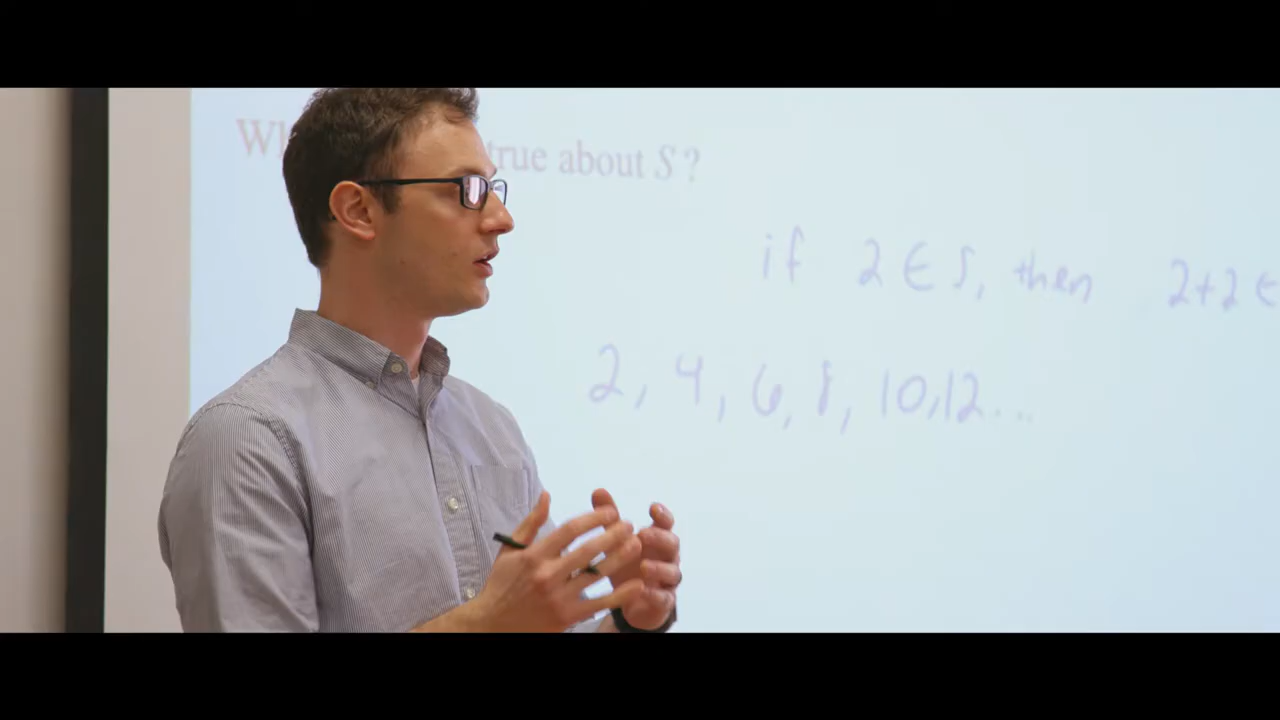 true about S?
if 2 ∈ S, then 2+2 ∈
2, 4, 6, 8, 10, 12...